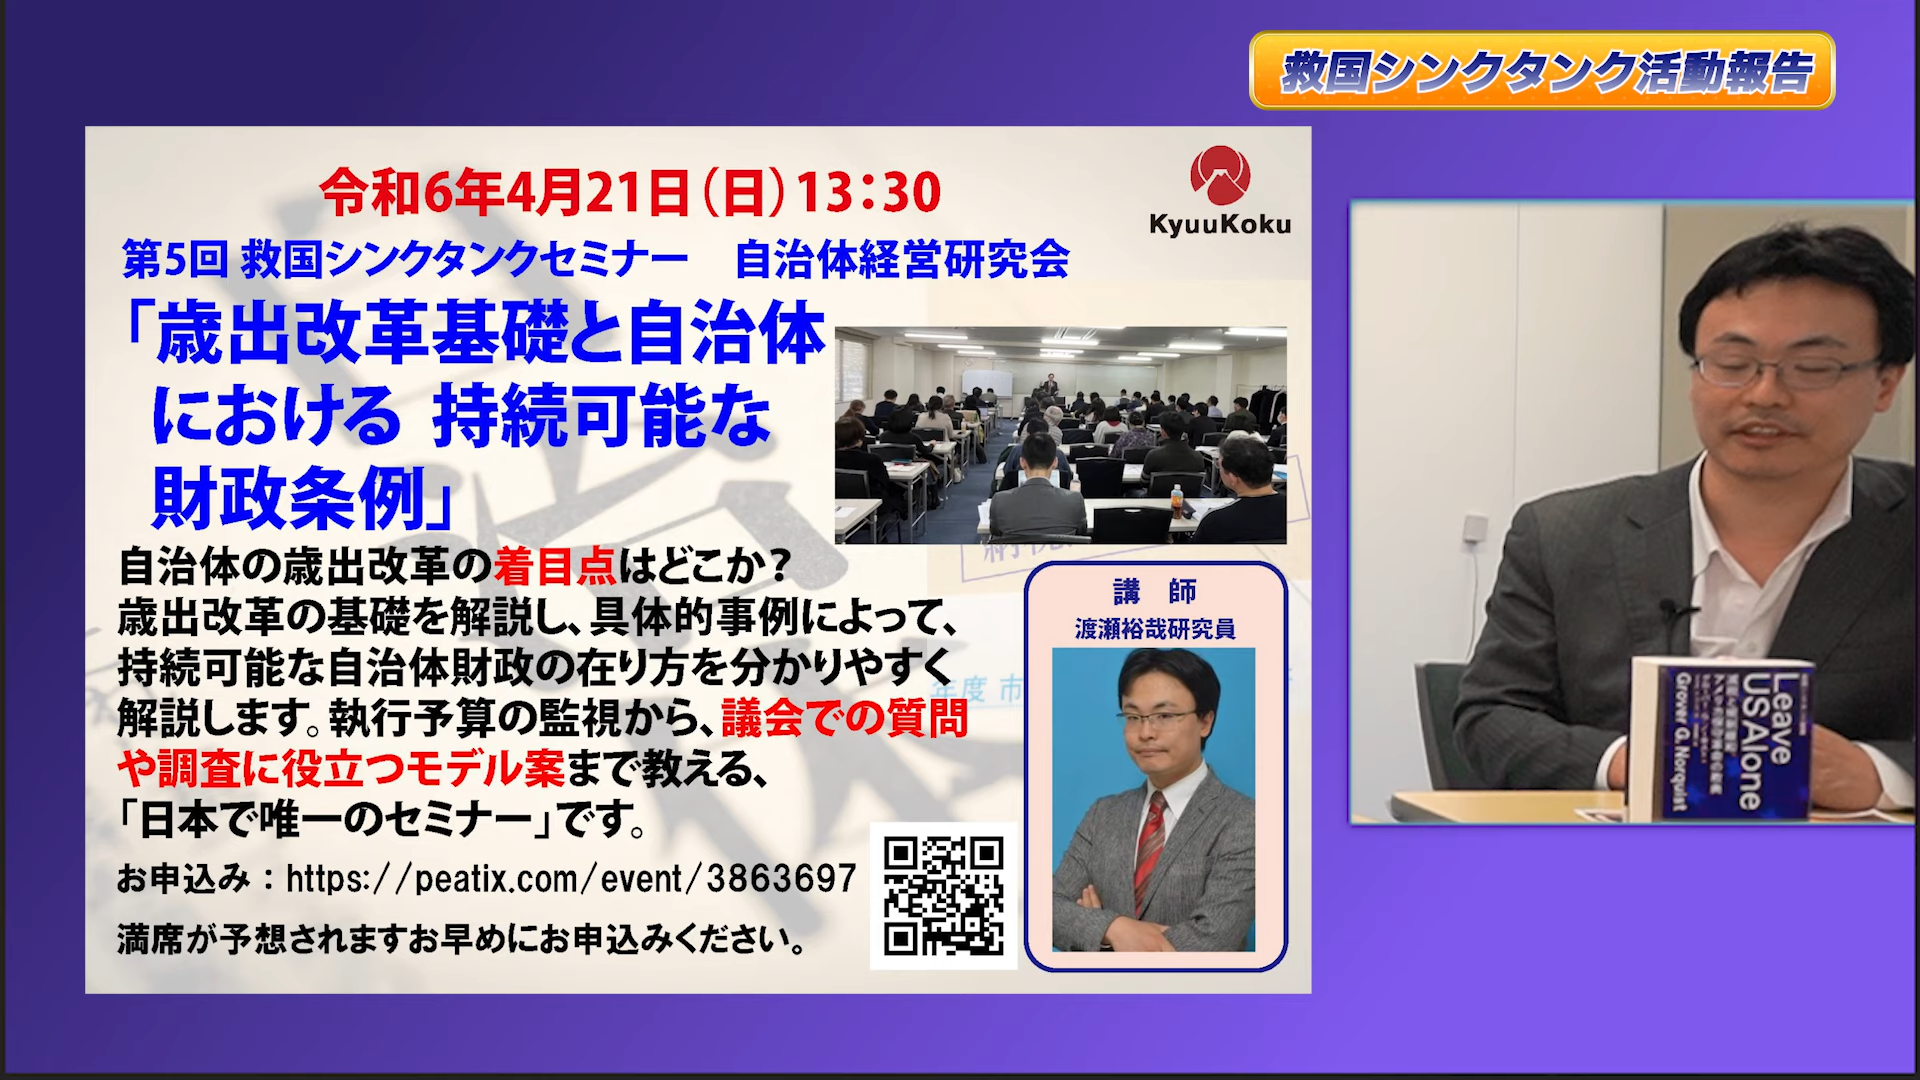 救国シンクタンク活動報告
令和6年4月21日（日）13：30
KyuuKoku
第5回 救国シンクタンクセミナー　自治体経営研究会
「歳出改革基礎と自治体
における 持続可能な
財政条例」
自治体の歳出改革の着目点はどこか？
歳出改革の基礎を解説し、具体的事例によって、
持続可能な自治体財政の在り方を分かりやすく
解説します。執行予算の監視から、議会での質問
や調査に役立つモデル案まで教える、
「日本で唯一のセミナー」です。
お申込み：https://peatix.com/event/3863697
満席が予想されますお早めにお申込みください。
講　師
渡瀬裕哉研究員
年度 市
Leave
US Alone
Grover G. Norquist